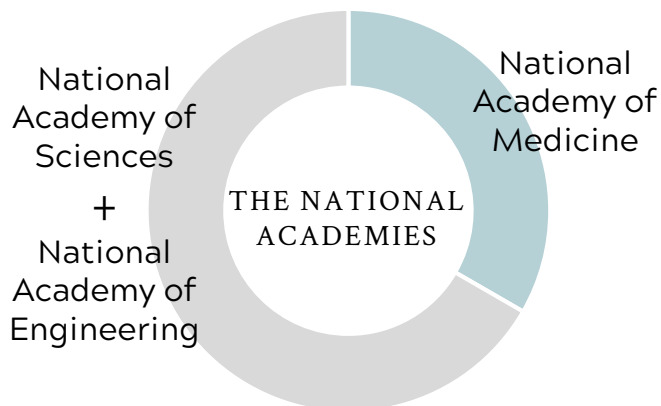 National
Academy of
Sciences
+
National
Academy of
Engineering
THE NATIONAL
ACADEMIES
National
Academy of
Medicine